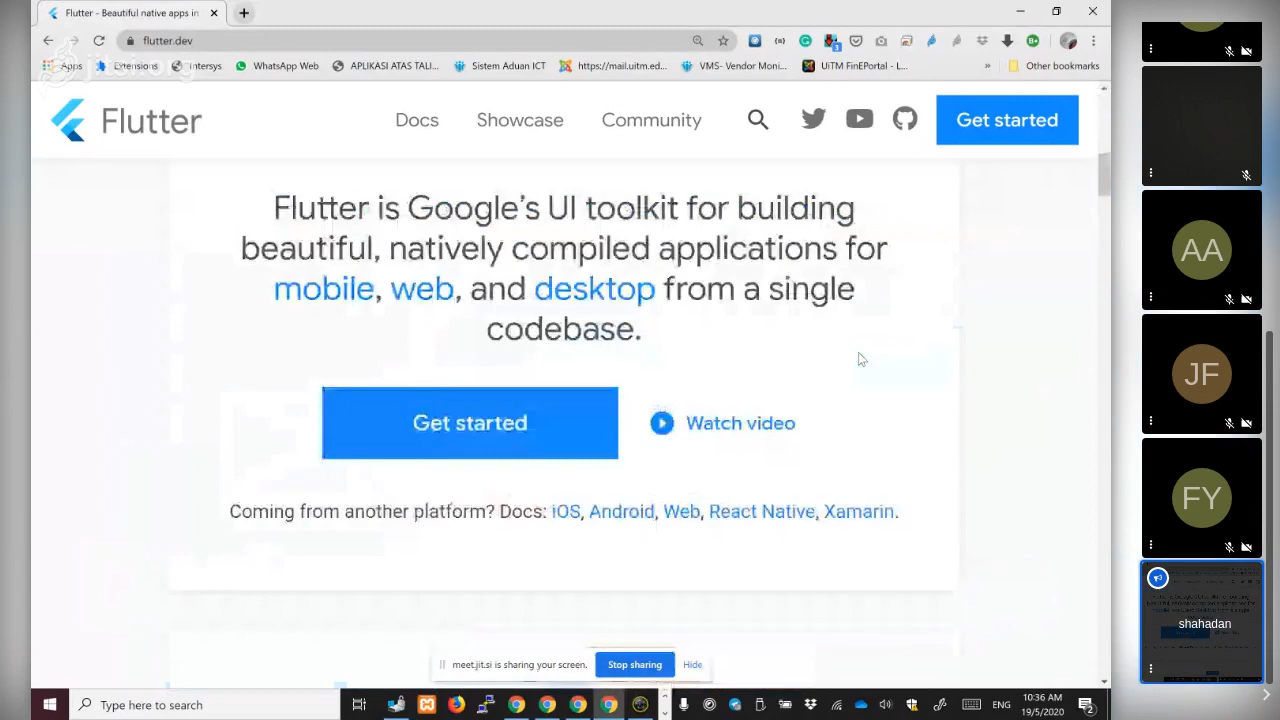 Flutter - Beautiful native apps in
flutter.dev
Apps
Extensions
Intersys
WhatsApp Web
APLIKASI ATAS TALI...
Sistem Aduan ICT
https://mail.uitm.ed...
VMS- Vendor Moni...
UiTM FinEPortal - L...
»
Other bookmarks
jitsi.org
Flutter
Docs
Showcase
Community
Get started
Flutter is Google's UI toolkit for building
beautiful, natively compiled applications for
mobile, web, and desktop from a single
codebase.
Get started
Watch video
Coming from another platform? Docs: iOS, Android, Web, React Native, Xamarin.
meet.jit.si is sharing your screen.
Stop sharing
Hide
Type here to search
ENG
10:36 AM
19/5/2020
2
AA
JF
FY
shahadan